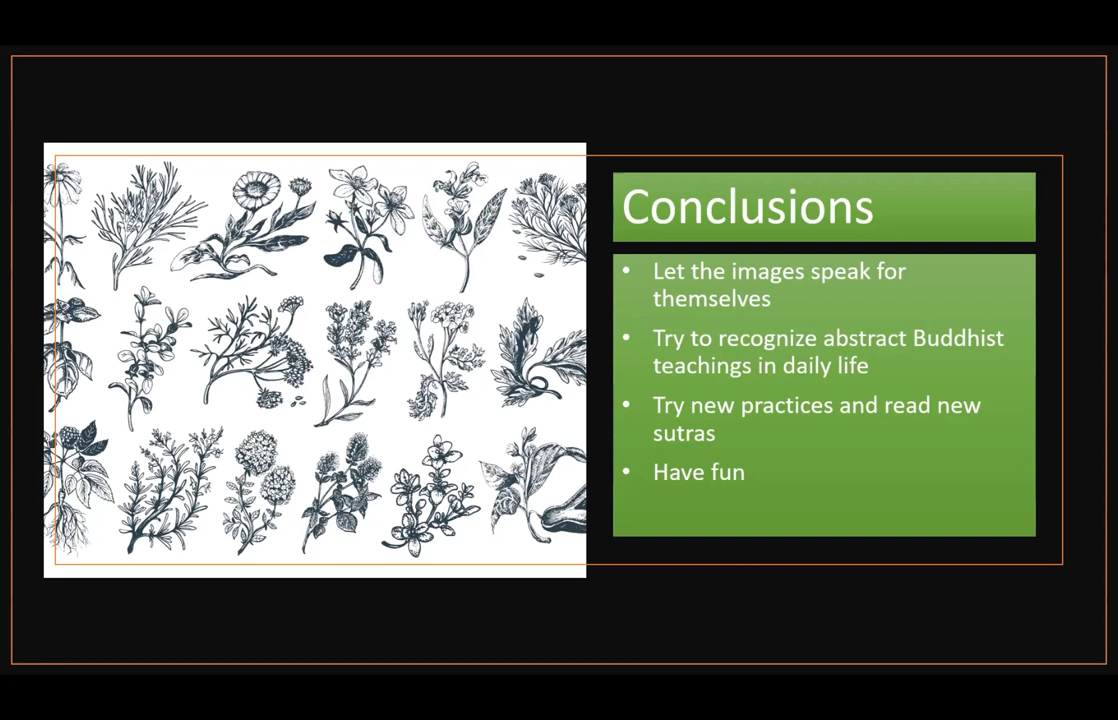 Conclusions
• Let the images speak for
themselves
• Try to recognize abstract Buddhist
teachings in daily life
• Try new practices and read new
sutras
• Have fun